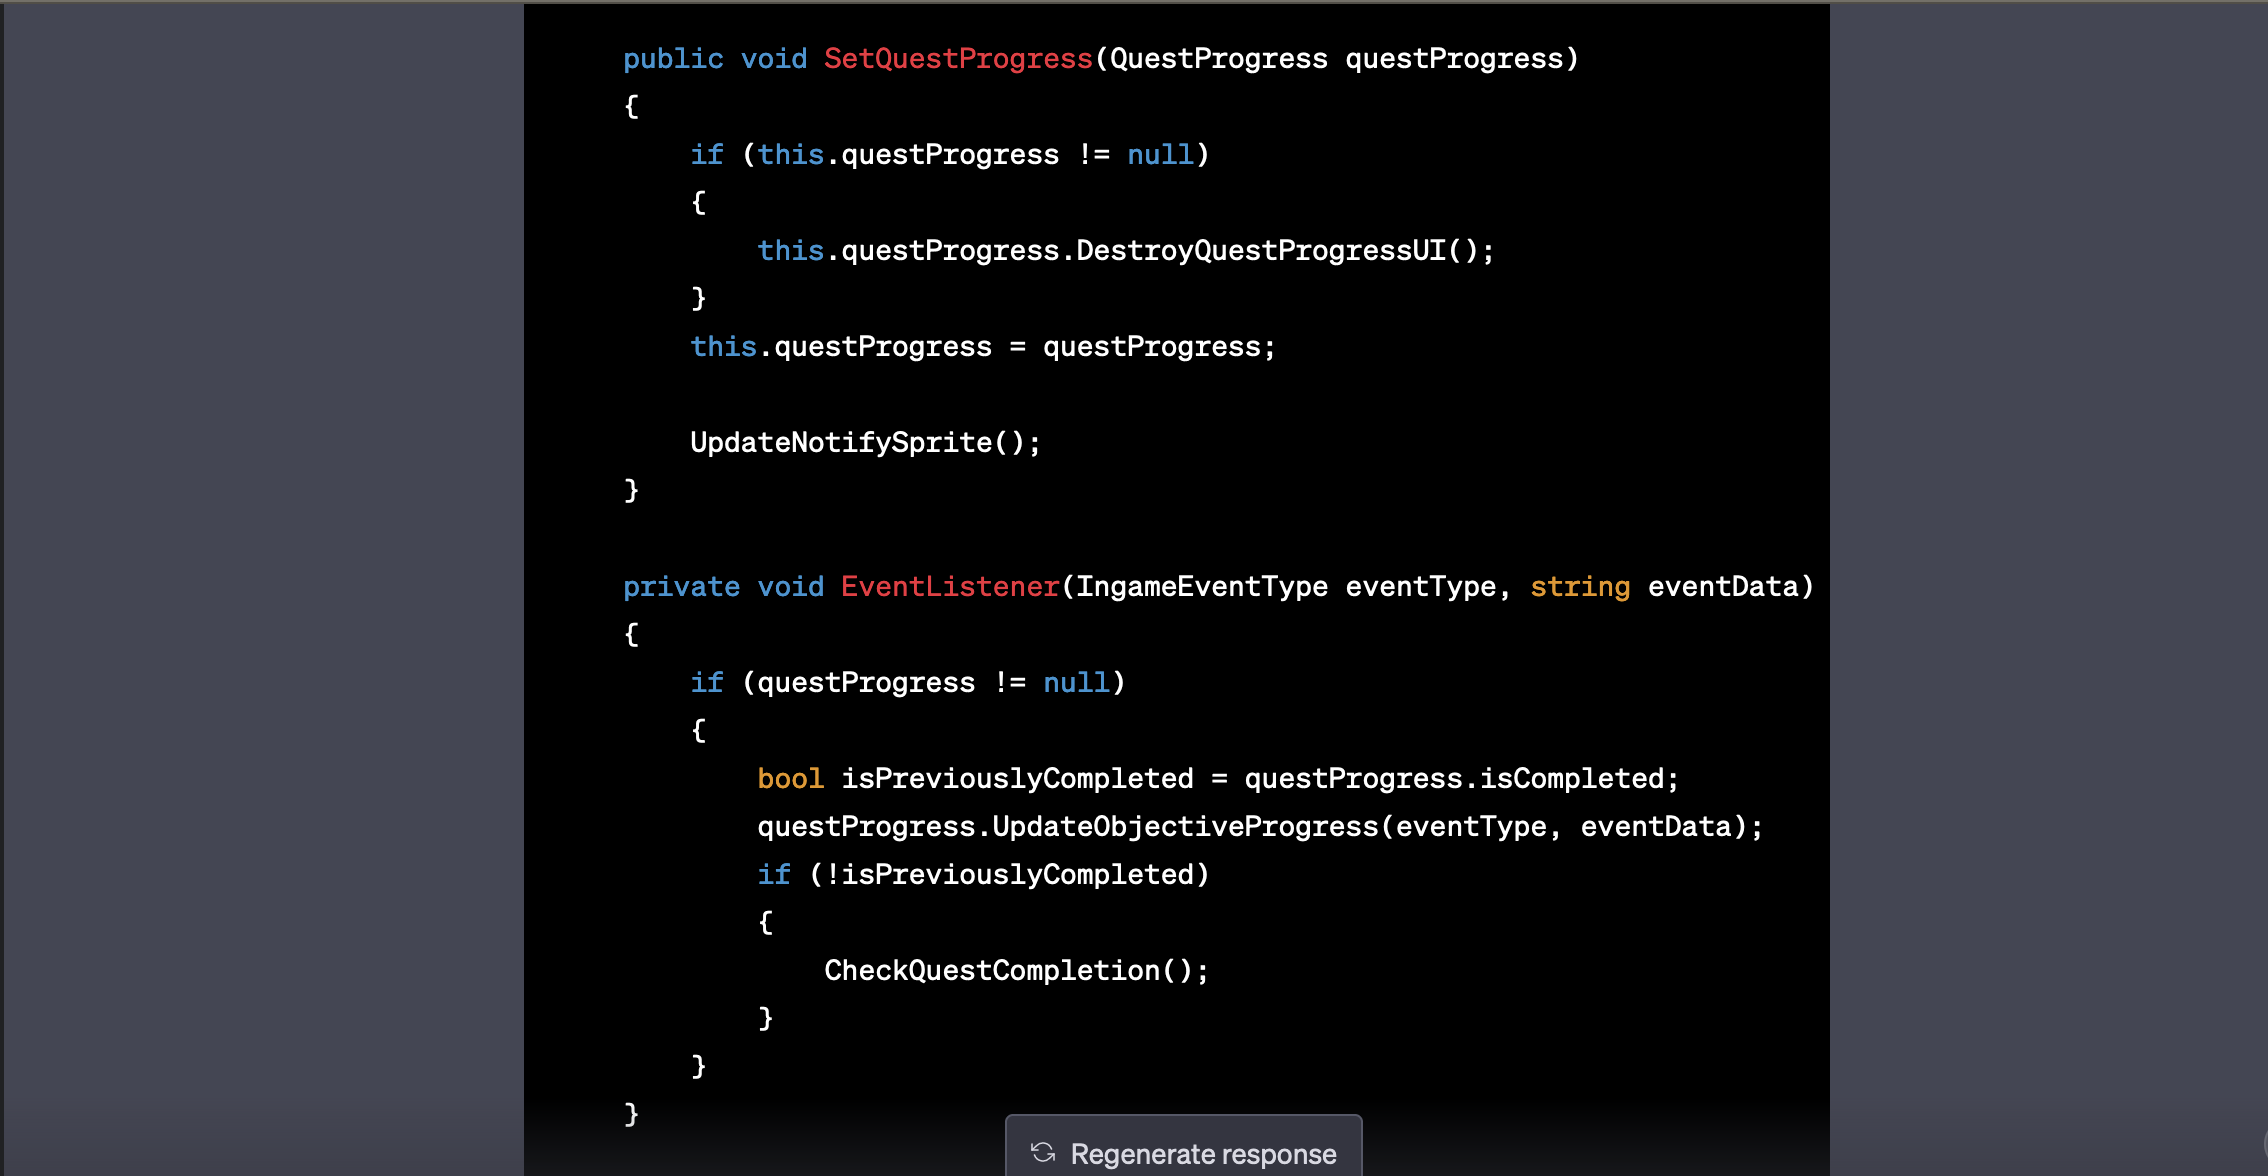 public void SetQuestProgress(QuestProgress questProgress)
{
if (this.questProgress != null)
{
this.questProgress.DestroyQuestProgressUI();
}
this.questProgress = questProgress;
UpdateNotifySprite();
}
private void EventListener(IngameEventType eventType, string eventData)
{
if (questProgress != null)
{
bool isPreviouslyCompleted = questProgress.isCompleted;
questProgress.UpdateObjectiveProgress(eventType, eventData);
if (!isPreviouslyCompleted)
{
CheckQuestCompletion();
}
}
}
Regenerate response